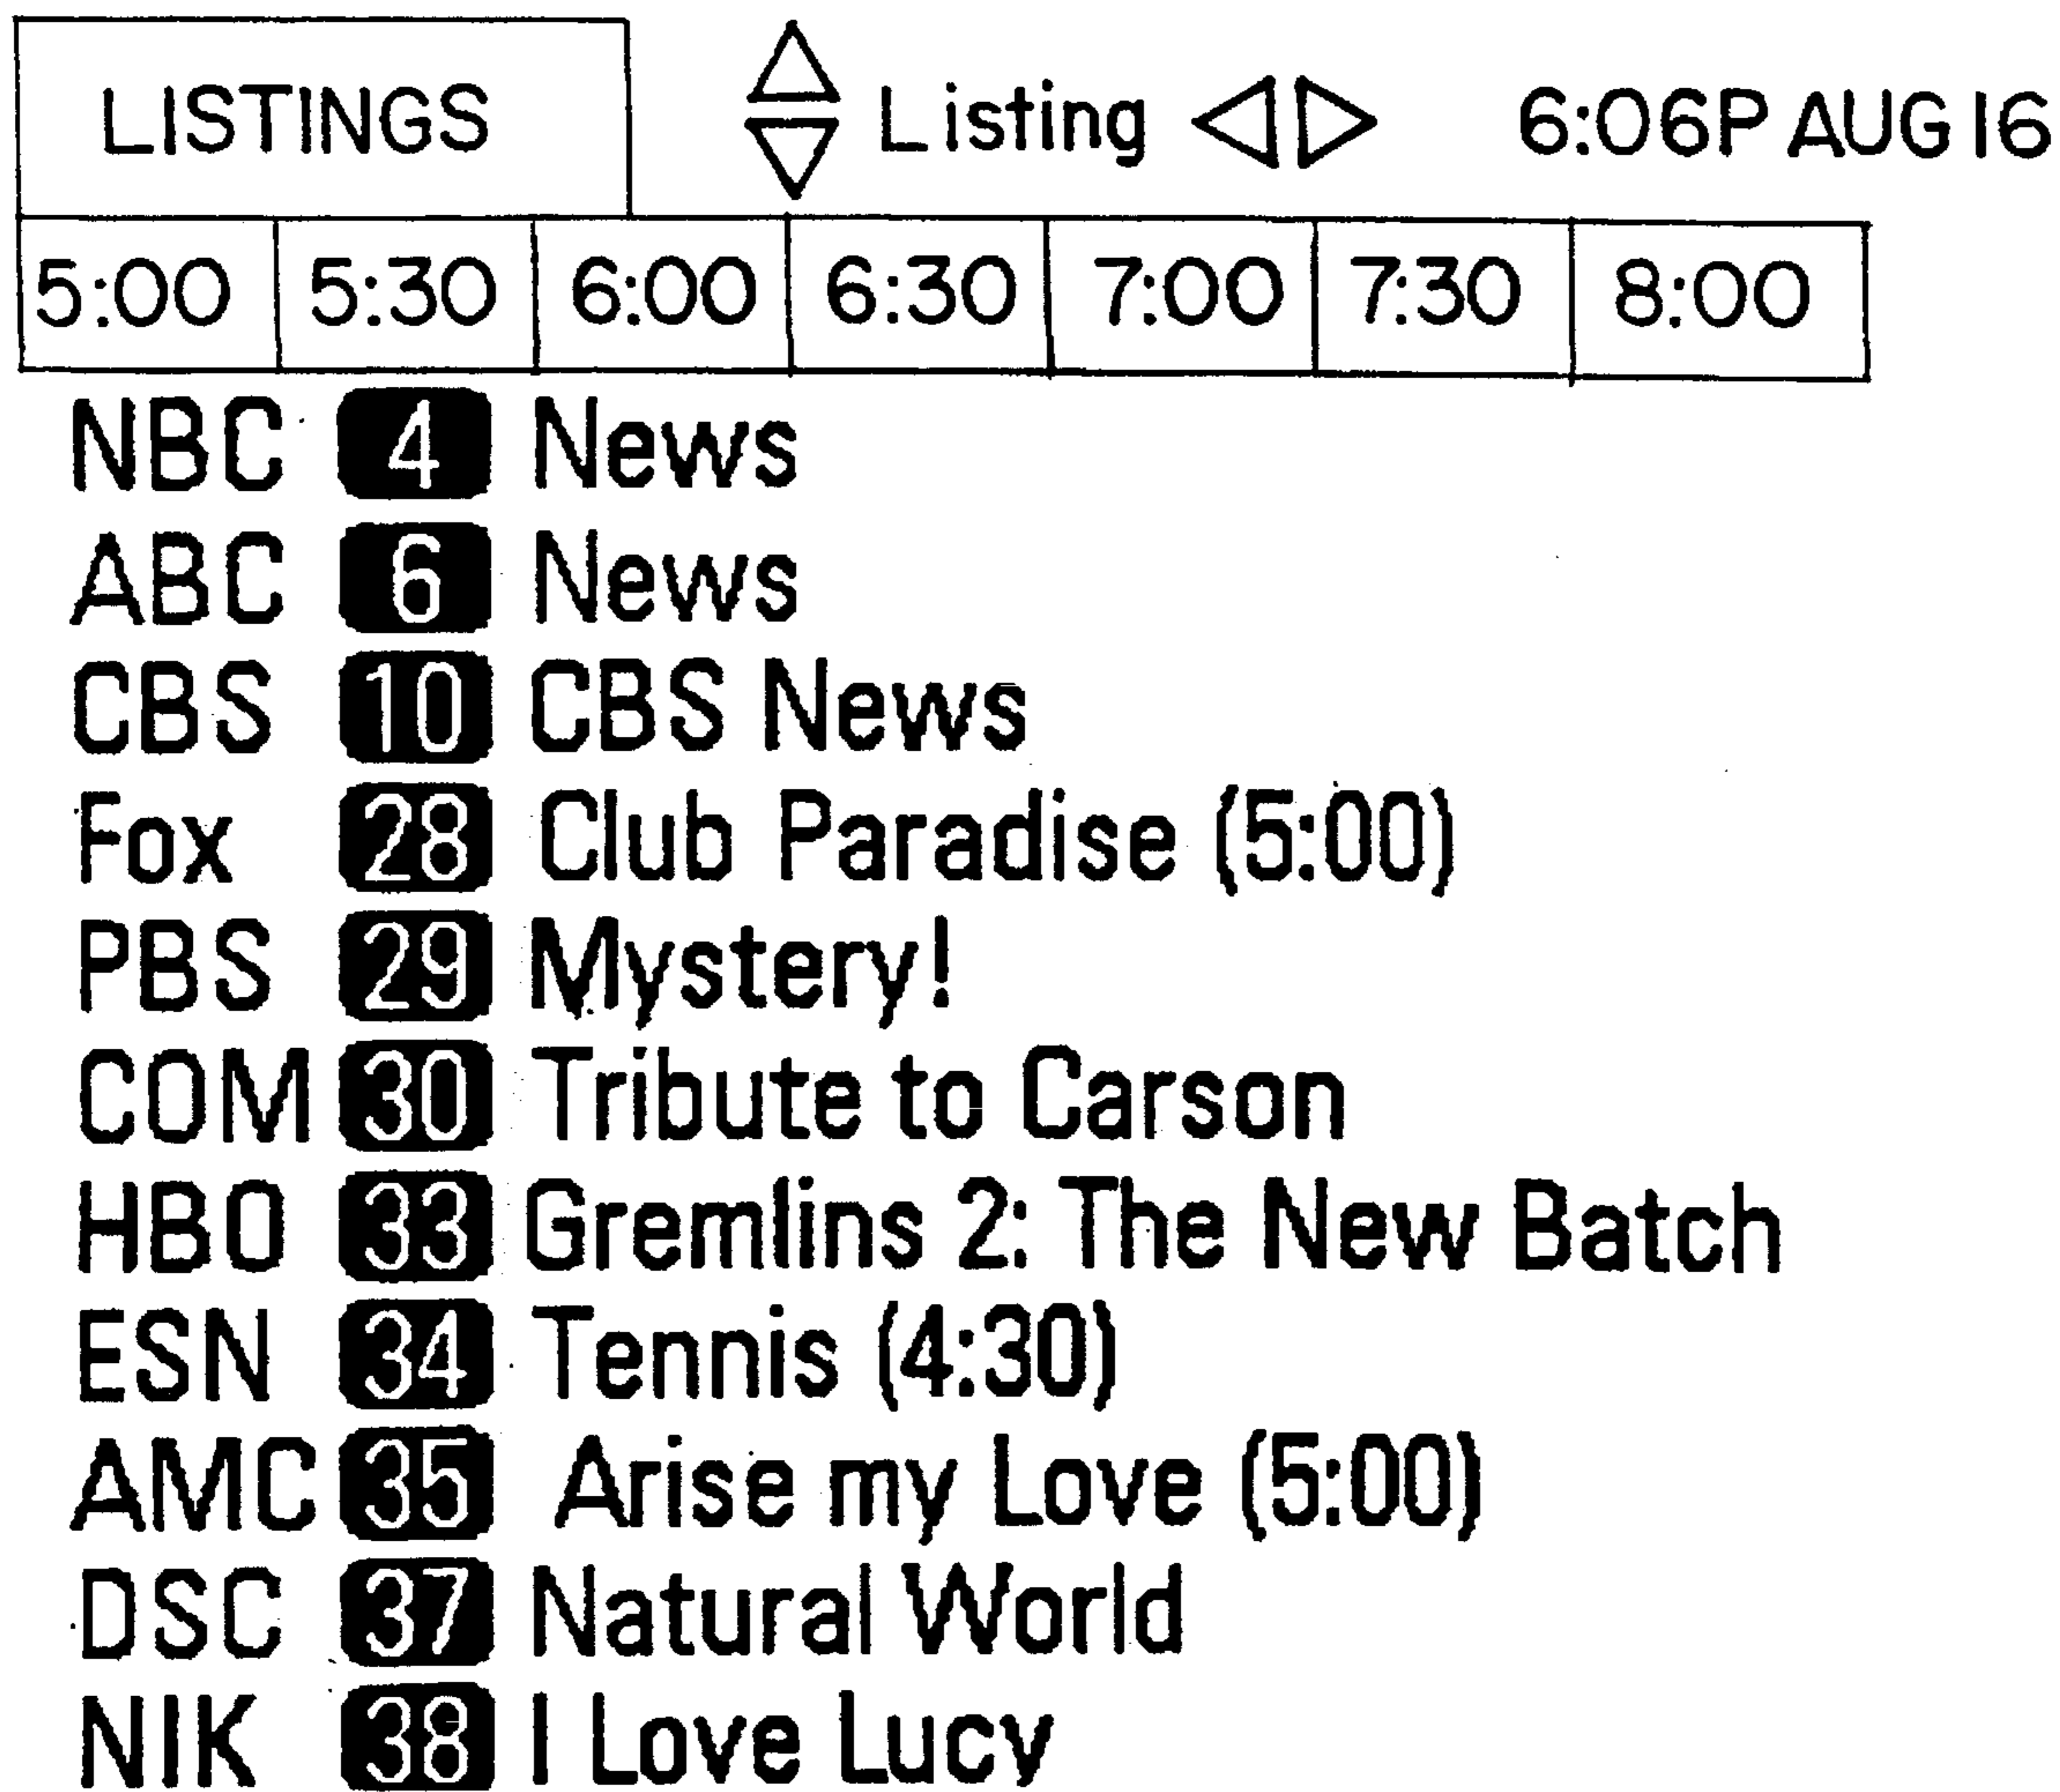 LISTINGS Listing 6:06P AUG 16
5:00 5:30 6:00 6:30 7:00 7:30 8:00
NBC 4 News
ABC 6 News
CBS 10 CBS News
Fox 28 Club Paradise (5:00)
PBS 29 Mystery!
COM 30 Tribute to Carson
HBO 33 Gremlins 2: The New Batch
ESN 34 Tennis (4:30)
AMC 35 Arise my Love (5:00)
DSC 37 Natural World
NIK 38 I Love Lucy